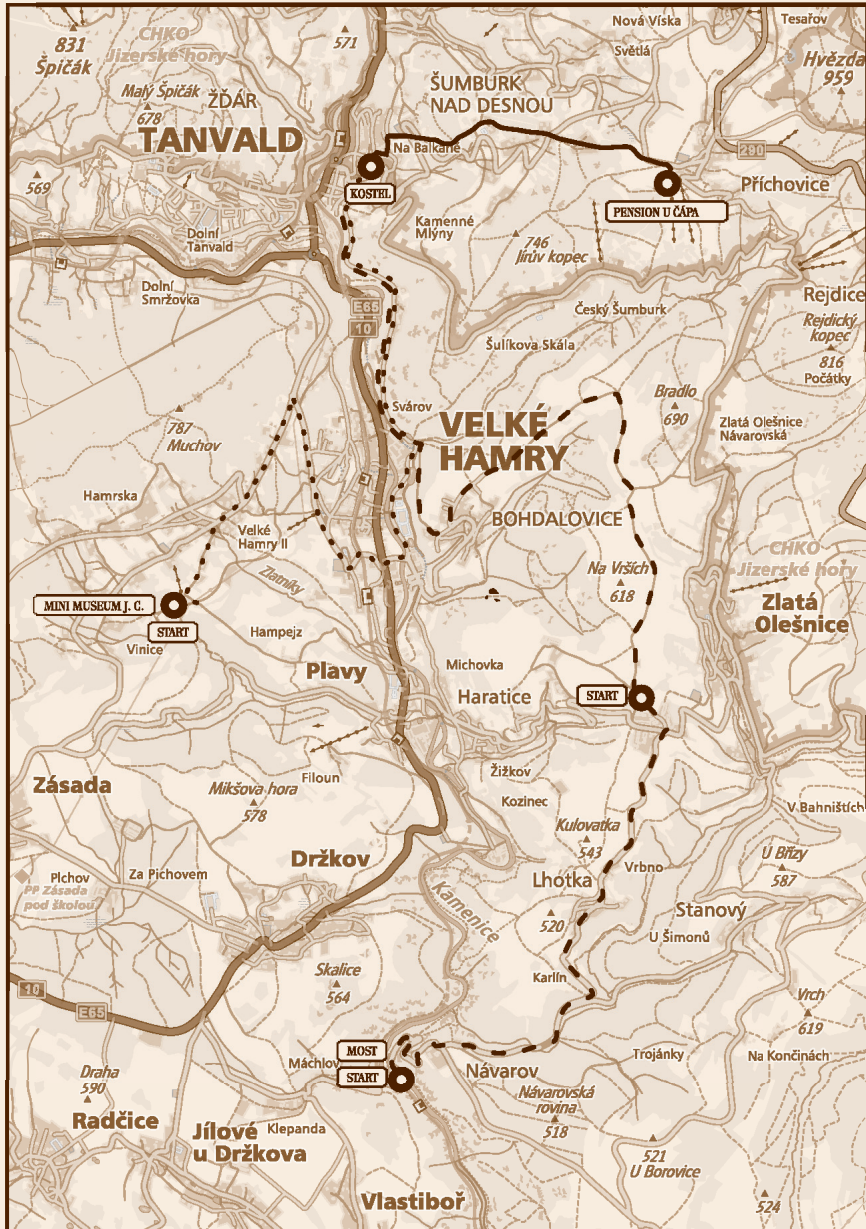 831
Špičák
CHKO
Jizerské hory
571
Nová Víska
Tesařov
Světlá
Hvězda
959
Malý Špičák
678
ŽĎÁR
ŠUMBURK
NAD DESNOU
TANVALD
Na Balkáně
290
569
KOSTEL
PENSION U ČÁPA
Příchovice
Dolní
Tanvald
Kamenné
Mlýny
746
Jírův kopec
Dolní
Smržovka
E65
10
Český Šumburk
Rejdice
Rejdický
kopec
816
Počátky
Šulíkova Skála
Svárov
VELKÉ
HAMRY
Bradlo
690
787
Muchov
Zlatá Olešnice
Návarovská
Hamrska
Velké
Hamry II
BOHDALOVICE
CHKO
Jizerské hory
Zlatníky
Na Vrších
618
Zlatá
Olešnice
MINI MUSEUM J. C.
START
Hampejz
Vinice
Plavy
Michovka
Haratice
START
Zásada
Filoun
Mikšova hora
578
Žižkov
Kozinec
V Bahništích
Kulovatka
543
Vrbno
U Břízy
587
Držkov
Plchov
Za Pichovem
PP Zásada
pod školou
Lhotka
Kamenice
520
Stanový
U Šimonů
Skalice
564
Karlín
10
E65
Vrch
619
MOST
START
Máchlov
Návarov
Trojánky
Na Končinách
Draha
590
Návarovská
rovina
518
Radčice
Jílové
u Držkova
Klepanda
521
U Borovice
Vlastiboř
524